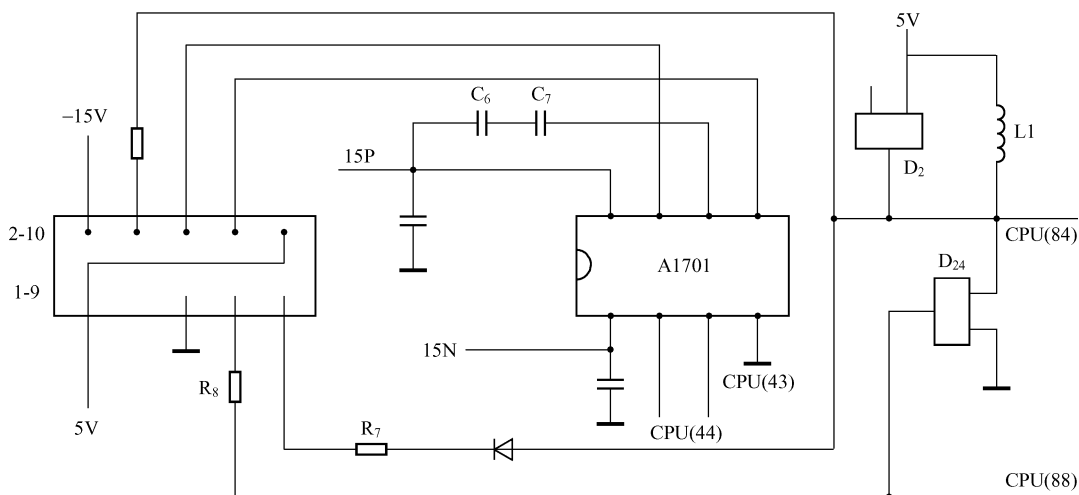 5V
C₆ C₇
−15V
L1
15P
D₂
2-10
CPU(84)
A1701
D₂₄
1-9
15N
CPU(43)
R₈
5V
R₇
CPU(44)
CPU(88)